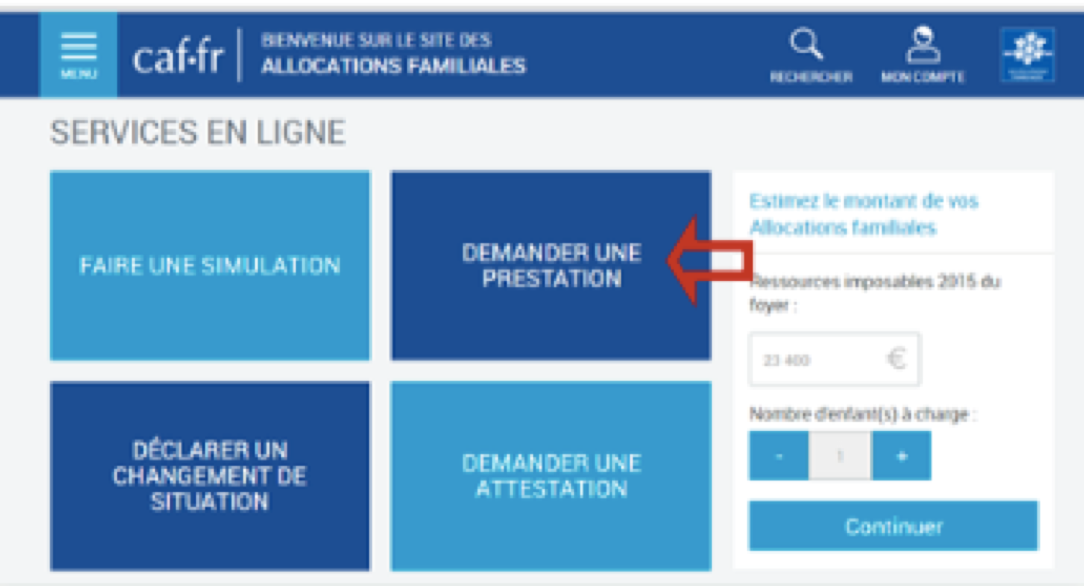 MENU
caf.fr
BIENVENUE SUR LE SITE DES
ALLOCATIONS FAMILIALES
RECHERCHER
MON COMPTE
SERVICES EN LIGNE
FAIRE UNE SIMULATION
DEMANDER UNE
PRESTATION
DÉCLARER UN
CHANGEMENT DE
SITUATION
DEMANDER UNE
ATTESTATION
Estimez le montant de vos
Allocations familiales
Ressources imposables 2015 du
foyer :
23 400 €
Nombre d'enfant(s) à charge :
- 1 +
Continuer